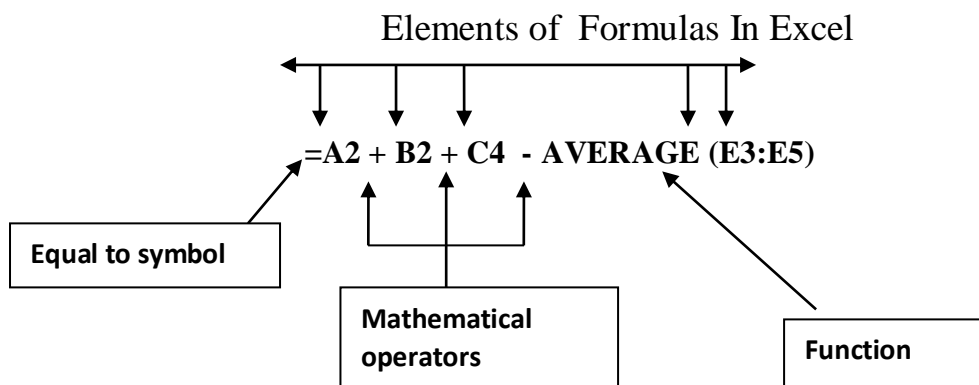 Elements of Formulas In Excel
=A2 + B2 + C4 - AVERAGE (E3:E5)
Equal to symbol
Mathematical
operators
Function